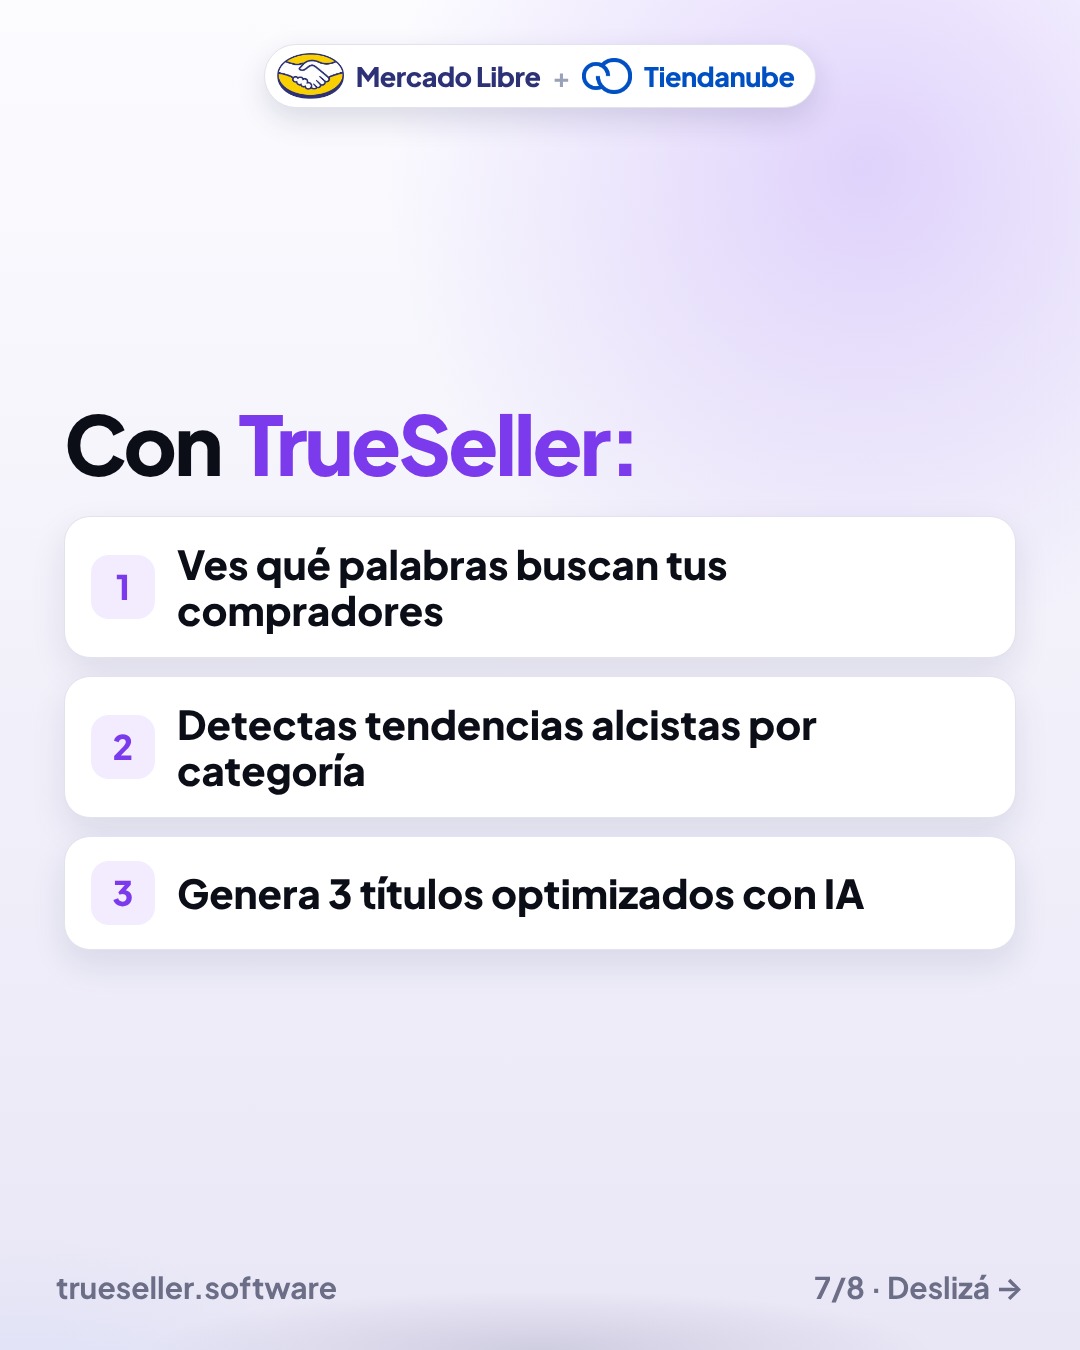 Mercado Libre + Tiendanube
Con TrueSeller:
1 Ves qué palabras buscan tus
compradores
2 Detectas tendencias alcistas por
categoría
3 Genera 3 títulos optimizados con IA
trueseller.software
7/8 · Deslizá →